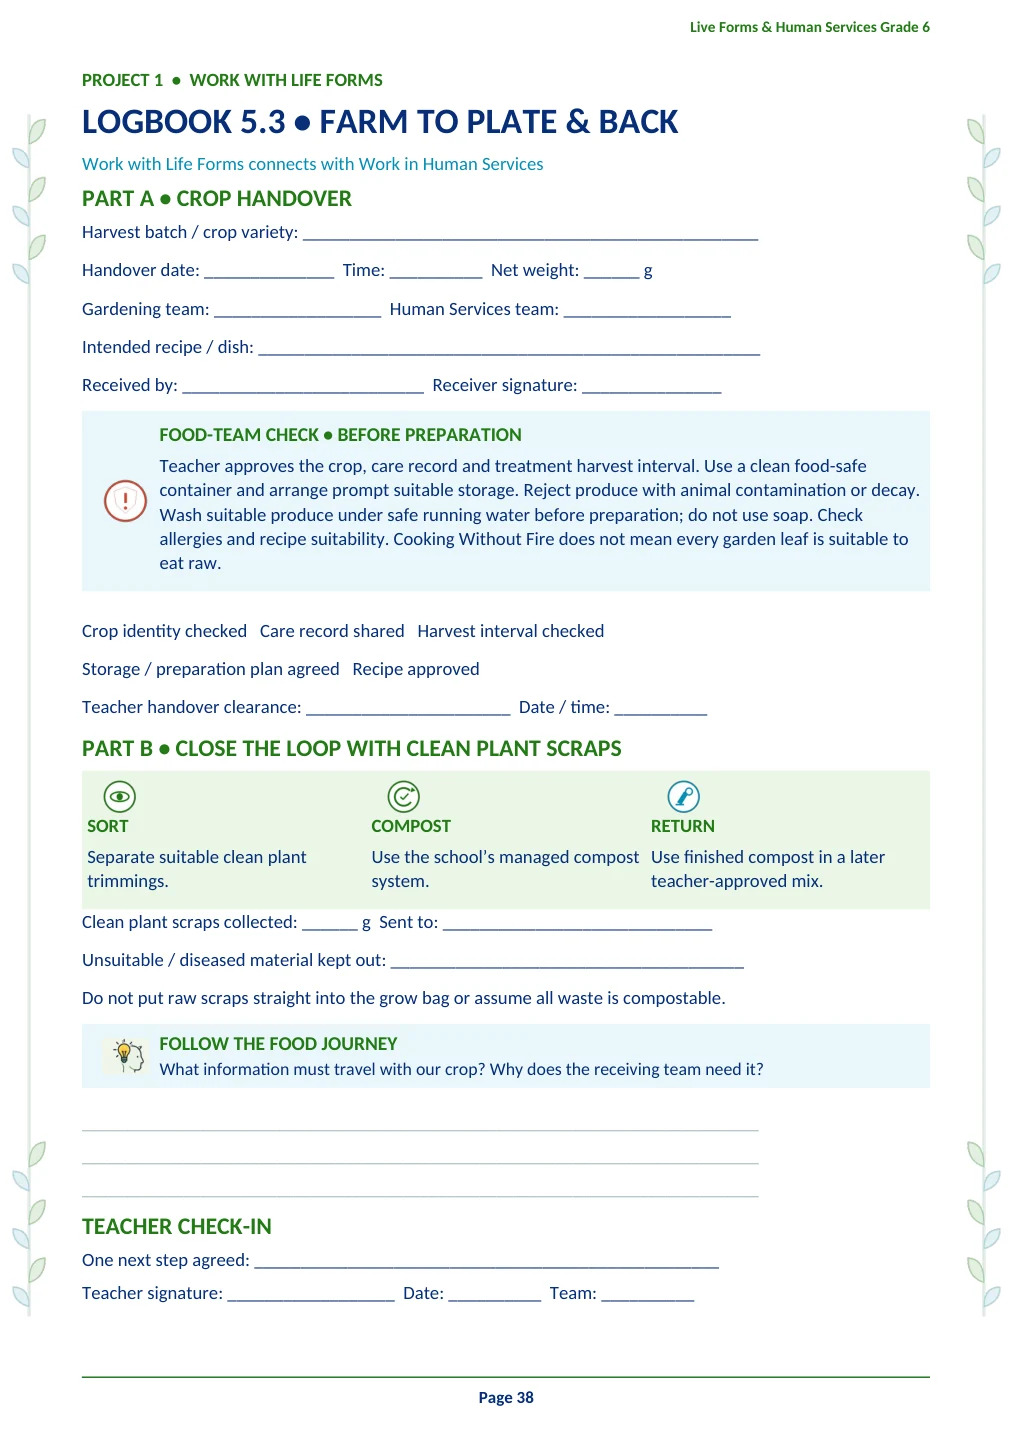 Live Forms & Human Services Grade 6
PROJECT 1 ● WORK WITH LIFE FORMS
LOGBOOK 5.3 ● FARM TO PLATE & BACK
Work with Life Forms connects with Work in Human Services
PART A ● CROP HANDOVER
Harvest batch / crop variety: _________________________________________________
Handover date: ______________ Time: __________ Net weight: ______ g
Gardening team: __________________ Human Services team: __________________
Intended recipe / dish: ______________________________________________________
Received by: __________________________ Receiver signature: _______________
FOOD-TEAM CHECK ● BEFORE PREPARATION
Teacher approves the crop, care record and treatment harvest interval. Use a clean food-safe
container and arrange prompt suitable storage. Reject produce with animal contamination or decay.
Wash suitable produce under safe running water before preparation; do not use soap. Check
allergies and recipe suitability. Cooking Without Fire does not mean every garden leaf is suitable to
eat raw.
Crop identity checked Care record shared Harvest interval checked
Storage / preparation plan agreed Recipe approved
Teacher handover clearance: ______________________ Date / time: __________
PART B ● CLOSE THE LOOP WITH CLEAN PLANT SCRAPS
SORT
Separate suitable clean plant
trimmings.
COMPOST
Use the school’s managed compost
system.
RETURN
Use finished compost in a later
teacher-approved mix.
Clean plant scraps collected: ______ g Sent to: _____________________________
Unsuitable / diseased material kept out: ______________________________________
Do not put raw scraps straight into the grow bag or assume all waste is compostable.
FOLLOW THE FOOD JOURNEY
What information must travel with our crop? Why does the receiving team need it?
TEACHER CHECK-IN
One next step agreed: __________________________________________________
Teacher signature: __________________ Date: __________ Team: __________
Page 38